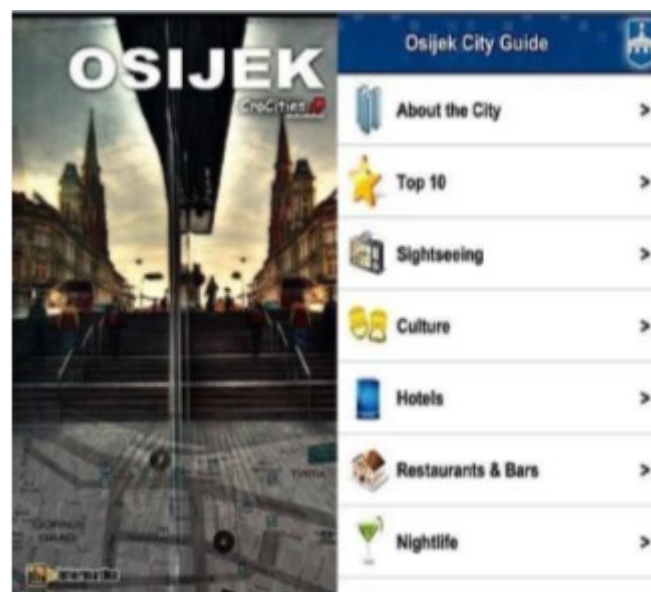 OSIJEK
CroCities
Osijek City Guide
About the City
>
Top 10
>
Sightseeing
>
Culture
>
Hotels
>
Restaurants & Bars
>
Nightlife
>